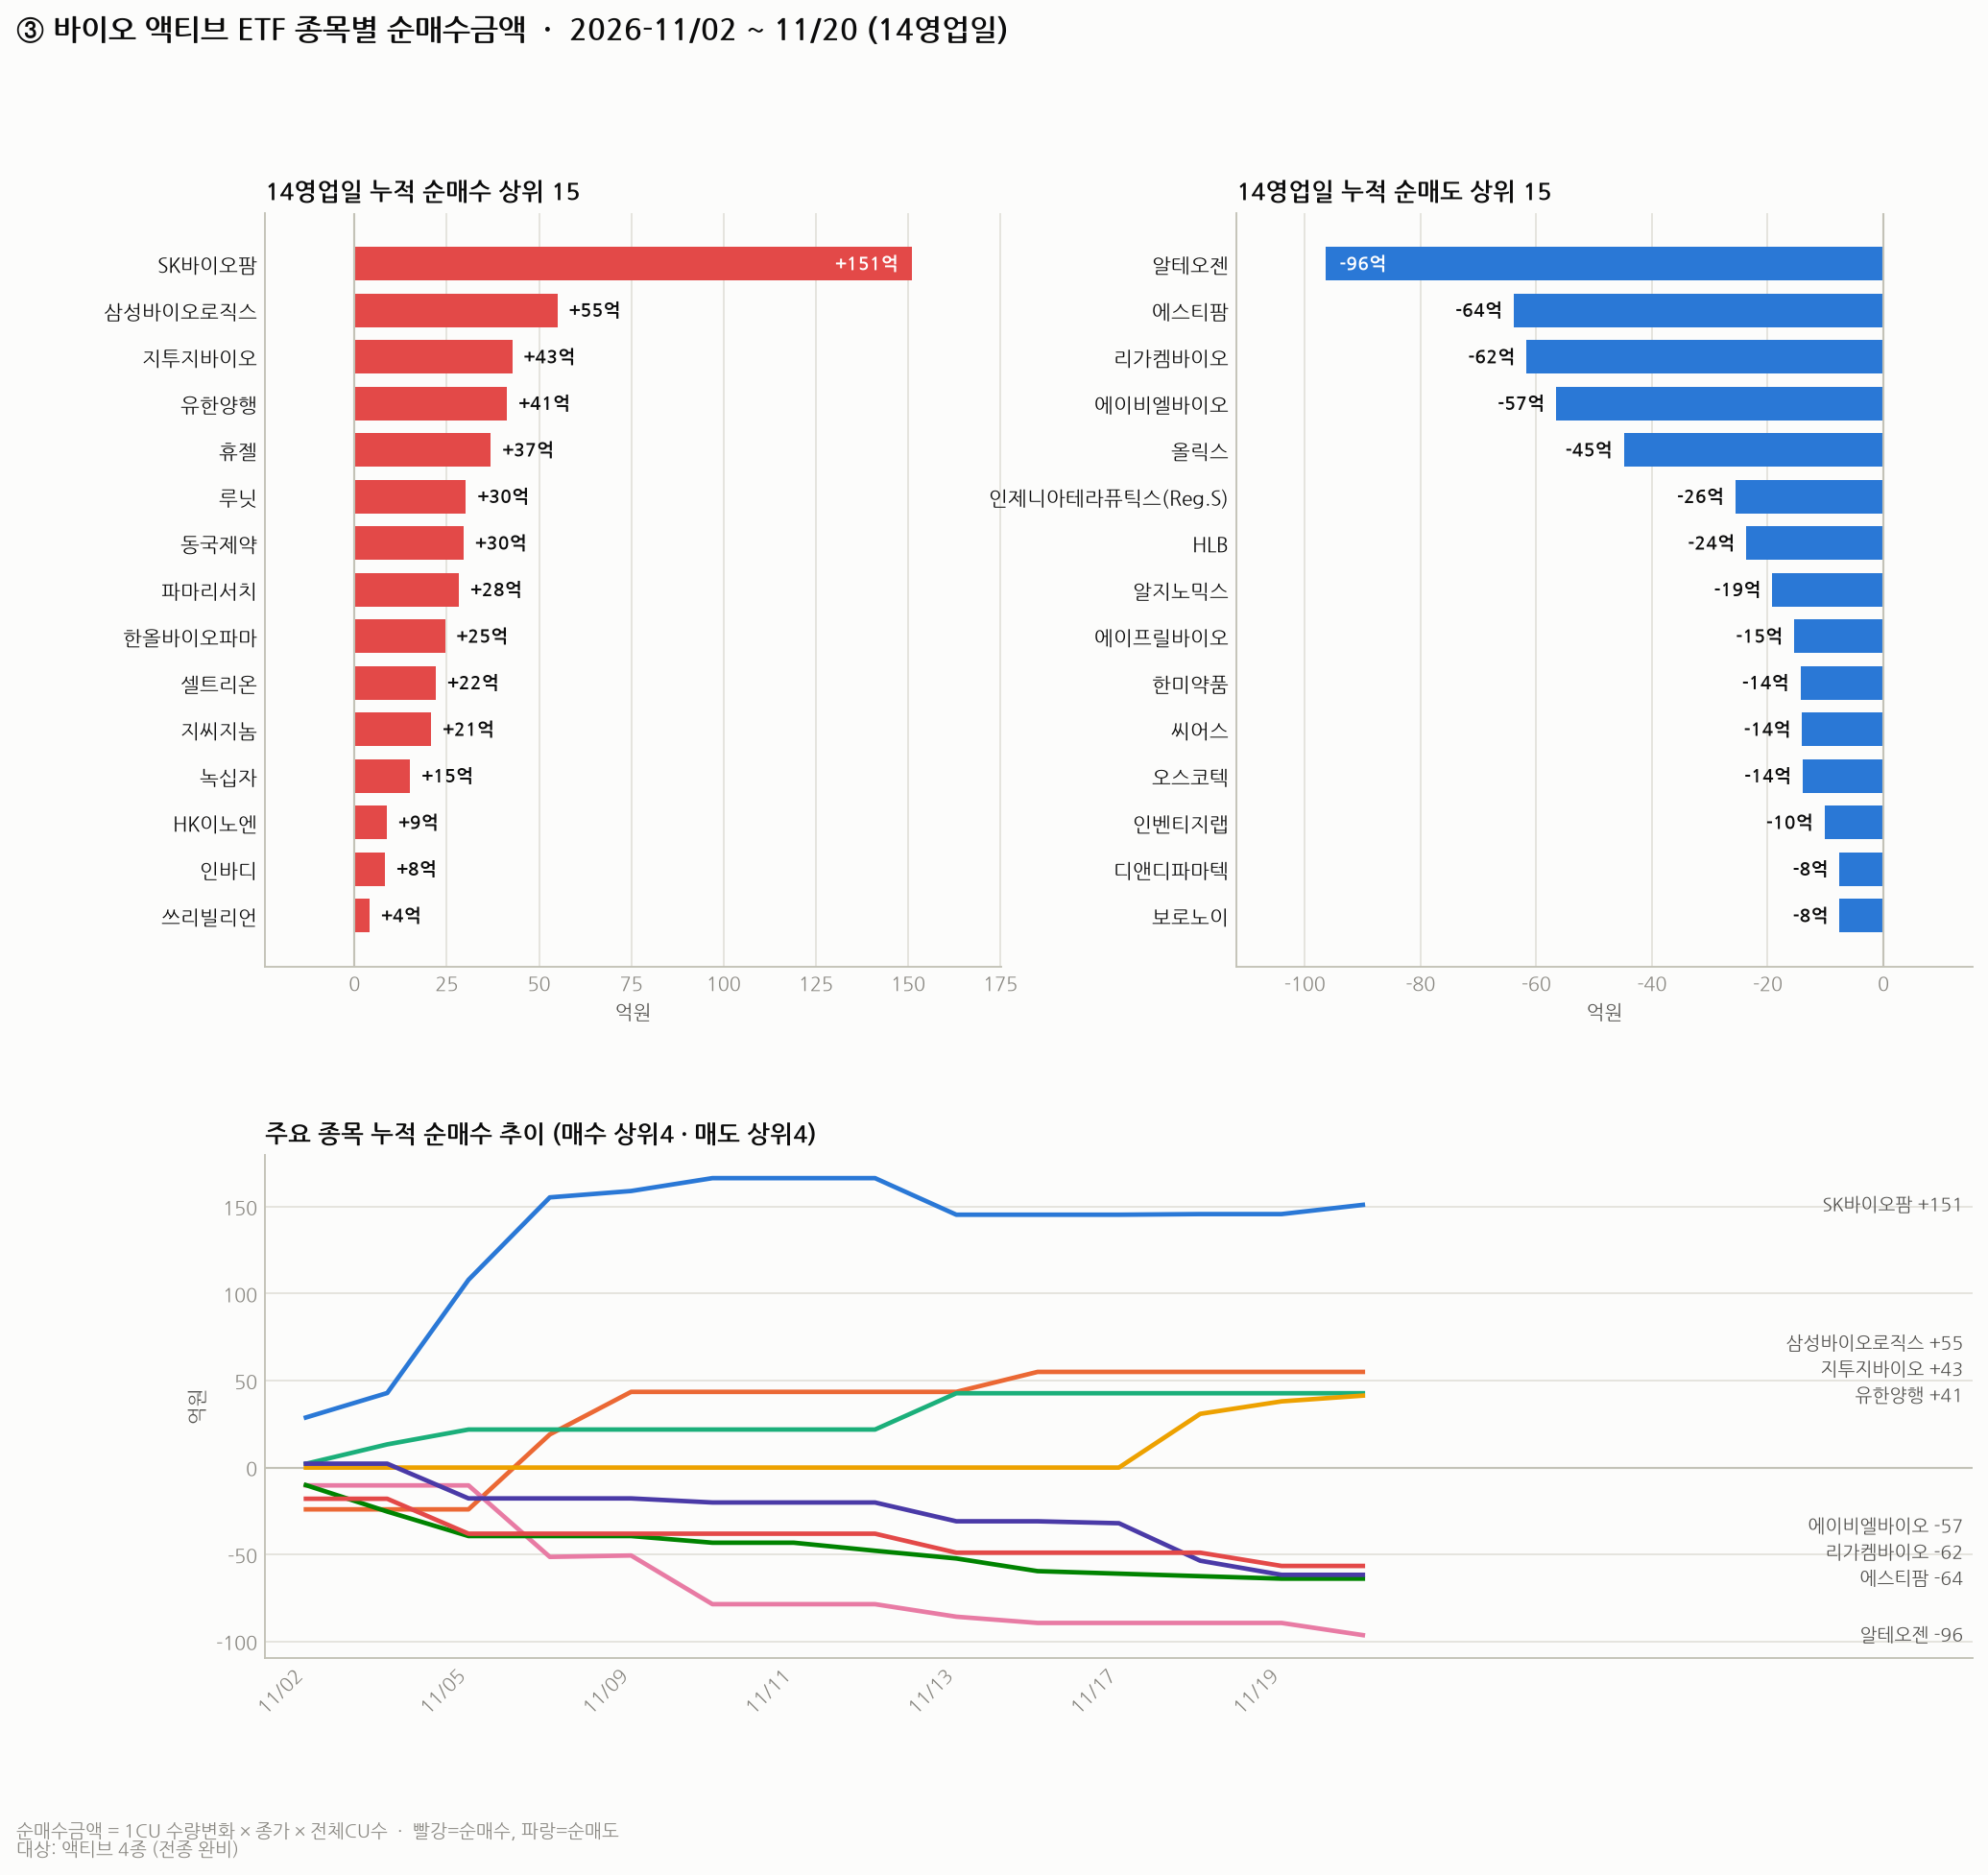 ③ 바이오 액티브 ETF 종목별 순매수금액 · 2026-11/02 ~ 11/20 (14영업일)
14영업일 누적 순매수 상위 15
SK바이오팜 +151억
삼성바이오로직스 +55억
지투지바이오 +43억
유한양행 +41억
휴젤 +37억
루닛 +30억
동국제약 +30억
파마리서치 +28억
한올바이오파마 +25억
셀트리온 +22억
지씨지놈 +21억
녹십자 +15억
HK이노엔 +9억
인바디 +8억
쓰리빌리언 +4억
0 25 50 75 100 125 150 175
억원
14영업일 누적 순매도 상위 15
알테오젠 -96억
에스티팜 -64억
리가켐바이오 -62억
에이비엘바이오 -57억
올릭스 -45억
인제니아테라퓨틱스(Reg.S) -26억
HLB -24억
알지노믹스 -19억
에이프릴바이오 -15억
한미약품 -14억
씨어스 -14억
오스코텍 -14억
인벤티지랩 -10억
디앤디파마텍 -8억
보로노이 -8억
-100 -80 -60 -40 -20 0
억원
주요 종목 누적 순매수 추이 (매수 상위4 · 매도 상위4)
억원
150
100
50
0
-50
-100
SK바이오팜 +151
삼성바이오로직스 +55
지투지바이오 +43
유한양행 +41
에이비엘바이오 -57
리가켐바이오 -62
에스티팜 -64
알테오젠 -96
11/02 11/05 11/09 11/11 11/13 11/17 11/19
순매수금액 = 1CU 수량변화 × 종가 × 전체CU수 · 빨강=순매수, 파랑=순매도
대상: 액티브 4종 (전종 완비)